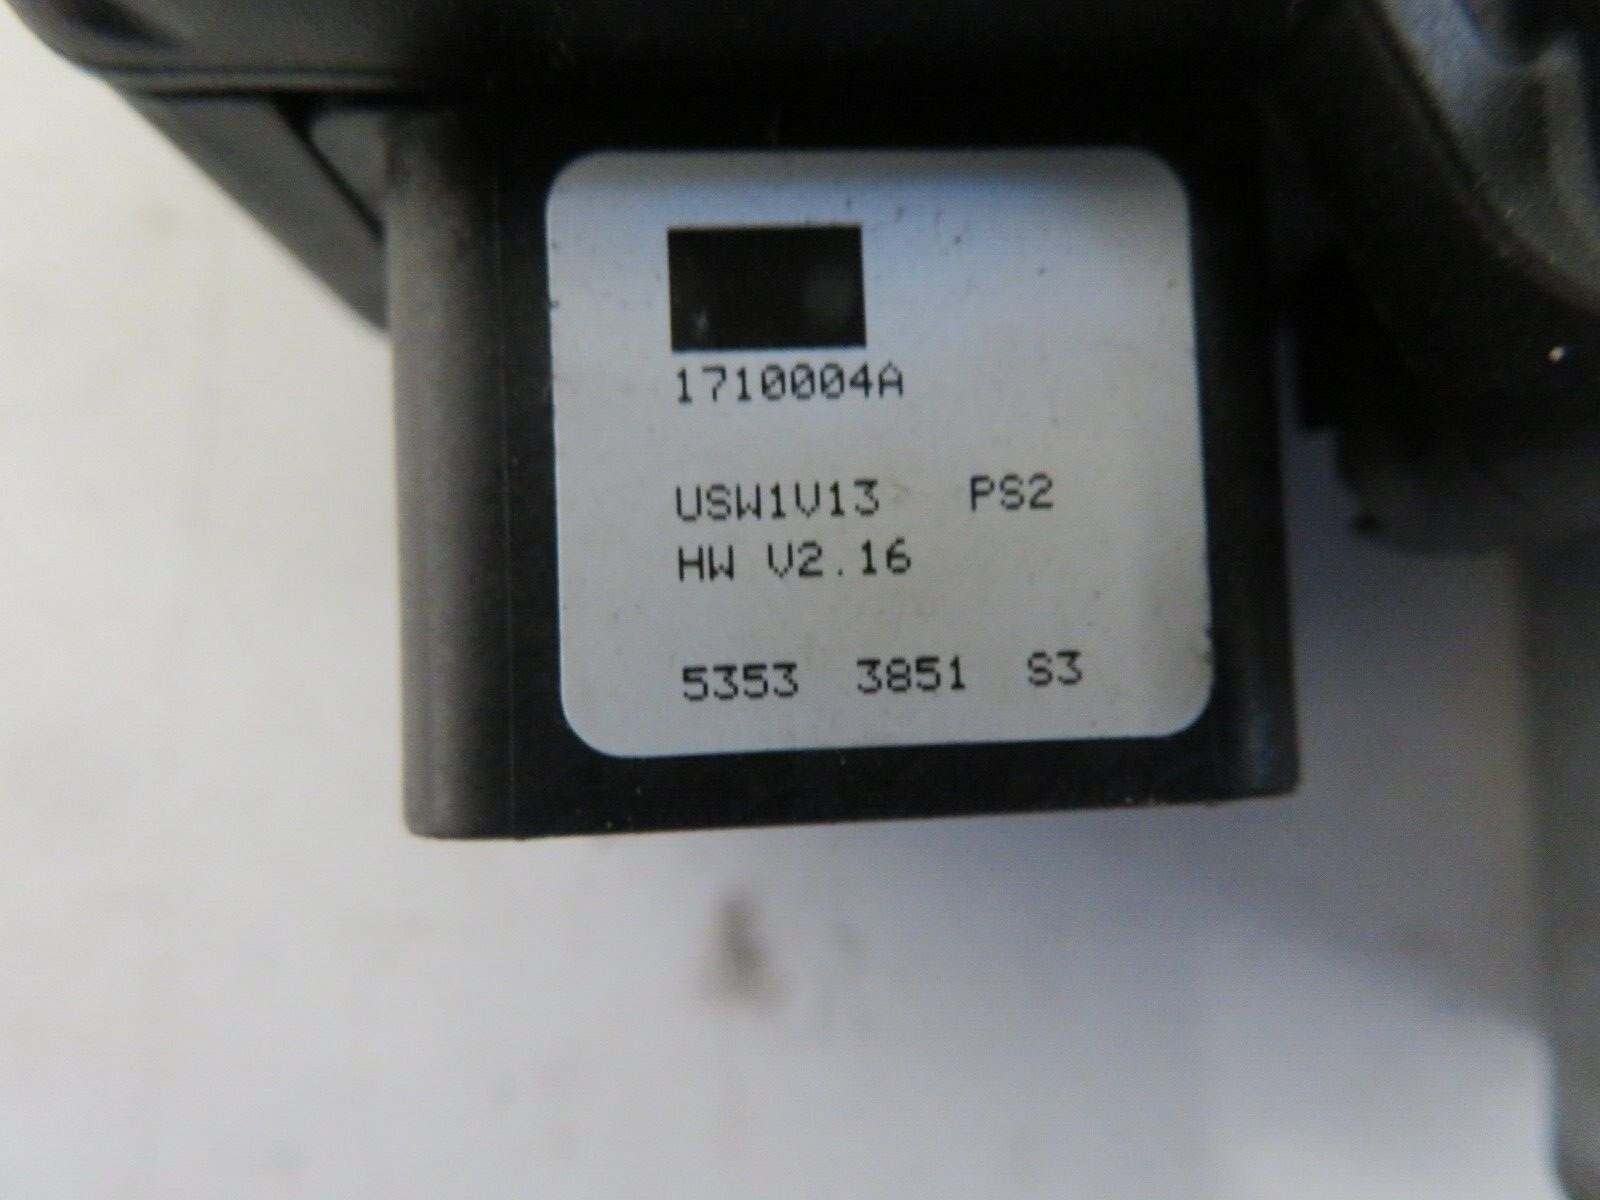 1710004A
USW1V13 PS2
HW V2.16
5353 3851 S3